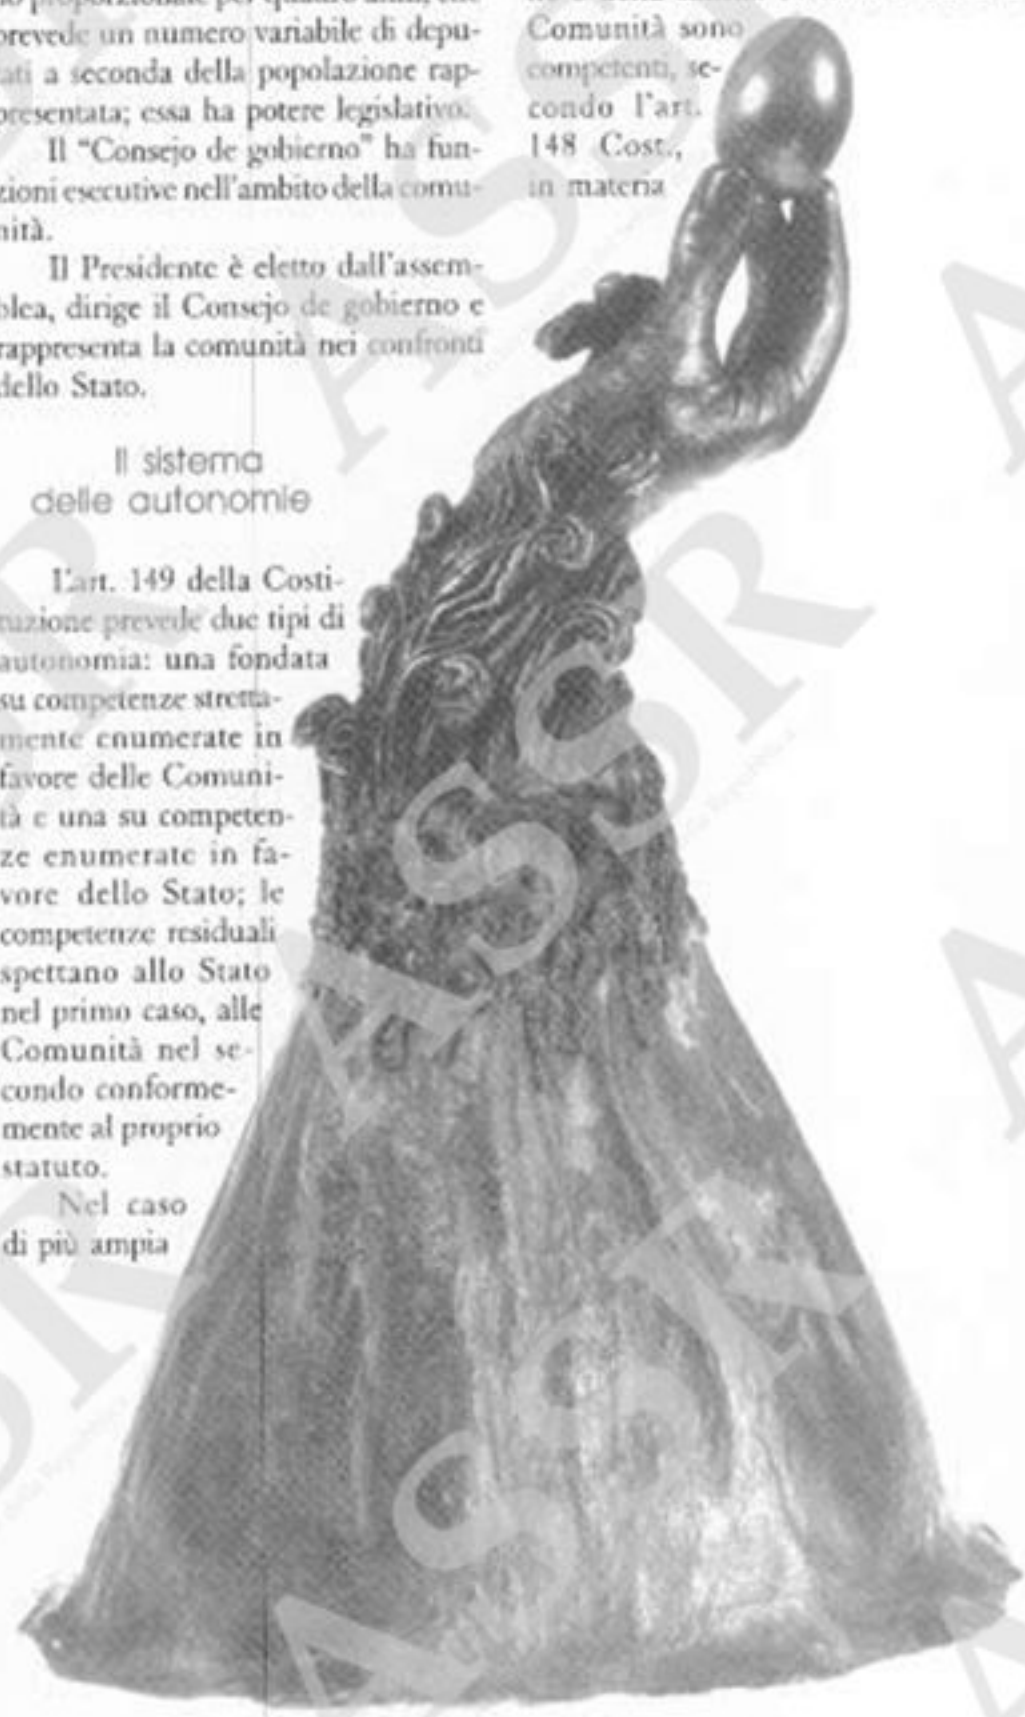 prevede un numero variabile di depu-
tati a seconda della popolazione rap-
presentata; essa ha potere legislativo.
Il "Consejo de gobierno" ha fun-
zioni esecutive nell'ambito della comu-
nità.
Il Presidente è eletto dall'assem-
blea, dirige il Consejo de gobierno e
rappresenta la comunità nei confronti
dello Stato.
Il sistema
delle autonomie
L'art. 149 della Costi-
tuzione prevede due tipi di
autonomia: una fondata
su competenze stretta-
mente enumerate in
favore delle Comuni-
tà e una su competen-
ze enumerate in fa-
vore dello Stato; le
competenze residuali
spettano allo Stato
nel primo caso, alle
Comunità nel se-
condo conforme-
mente al proprio
statuto.
Nel caso
di più ampia
Comunità sono
competenti, se-
condo l'art.
148 Cost.,
in materia
ASSR
ASSR
ASSR